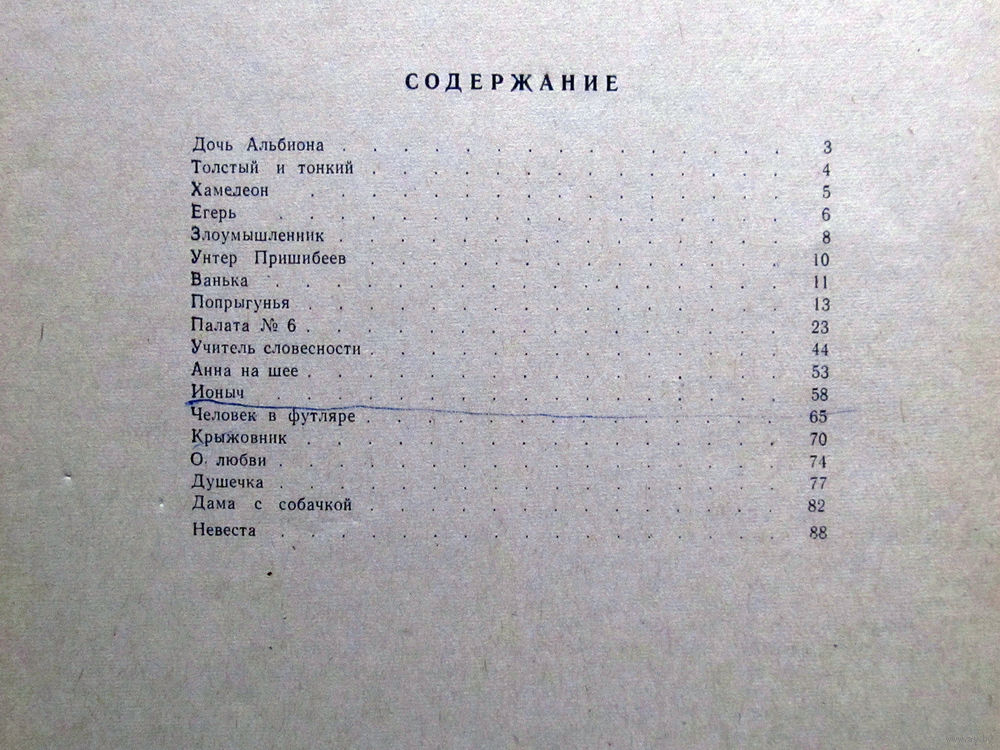 СОДЕРЖАНИЕ
Дочь Альбиона . . . . . . . . . . . . . . . 3
Толстый и тонкий . . . . . . . . . . . . . . 4
Хамелеон . . . . . . . . . . . . . . . . 5
Егерь . . . . . . . . . . . . . . . . . 6
Злоумышленник . . . . . . . . . . . . . . . 8
Унтер Пришибеев . . . . . . . . . . . . . . 10
Ванька . . . . . . . . . . . . . . . . . 11
Попрыгунья . . . . . . . . . . . . . . . . 13
Палата № 6 . . . . . . . . . . . . . . . . 23
Учитель словесности . . . . . . . . . . . . . . 44
Анна на шее . . . . . . . . . . . . . . . . 53
Ионыч . . . . . . . . . . . . . . . . . 58
Человек в футляре . . . . . . . . . . . . . . 65
Крыжовник . . . . . . . . . . . . . . . . 70
О любви . . . . . . . . . . . . . . . . . 74
Душечка . . . . . . . . . . . . . . . . . 77
Дама с собачкой . . . . . . . . . . . . . . 82
Невеста . . . . . . . . . . . . . . . . . 88